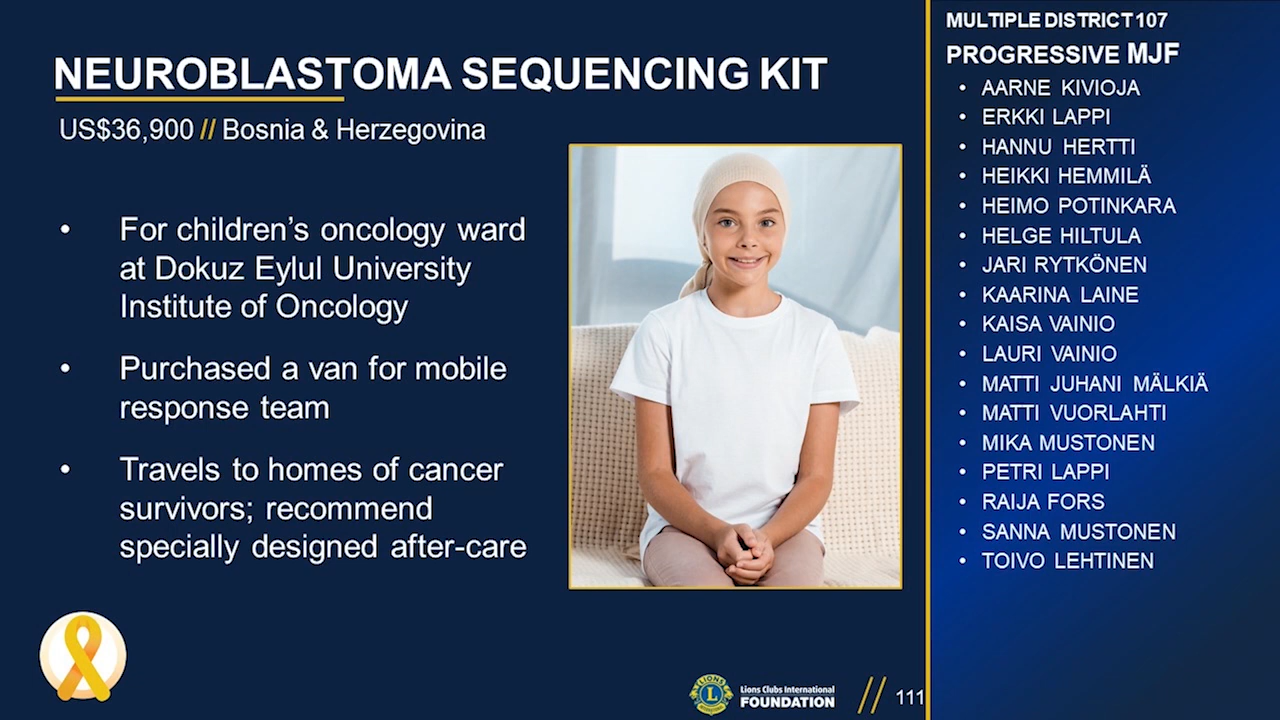 NEUROBLASTOMA SEQUENCING KIT
US$36,900 // Bosnia & Herzegovina
• For children’s oncology ward
at Dokuz Eylul University
Institute of Oncology
• Purchased a van for mobile
response team
• Travels to homes of cancer
survivors; recommend
specially designed after-care
LIONS
L
INTERNATIONAL
Lions Clubs International
FOUNDATION
// 111
MULTIPLE DISTRICT 107
PROGRESSIVE MJF
• AARNE KIVIOJA
• ERKKI LAPPI
• HANNU HERTTI
• HEIKKI HEMMILÄ
• HEIMO POTINKARA
• HELGE HILTULA
• JARI RYTKÖNEN
• KAARINA LAINE
• KAISA VAINIO
• LAURI VAINIO
• MATTI JUHANI MÄLKIÄ
• MATTI VUORLAHTI
• MIKA MUSTONEN
• PETRI LAPPI
• RAIJA FORS
• SANNA MUSTONEN
• TOIVO LEHTINEN